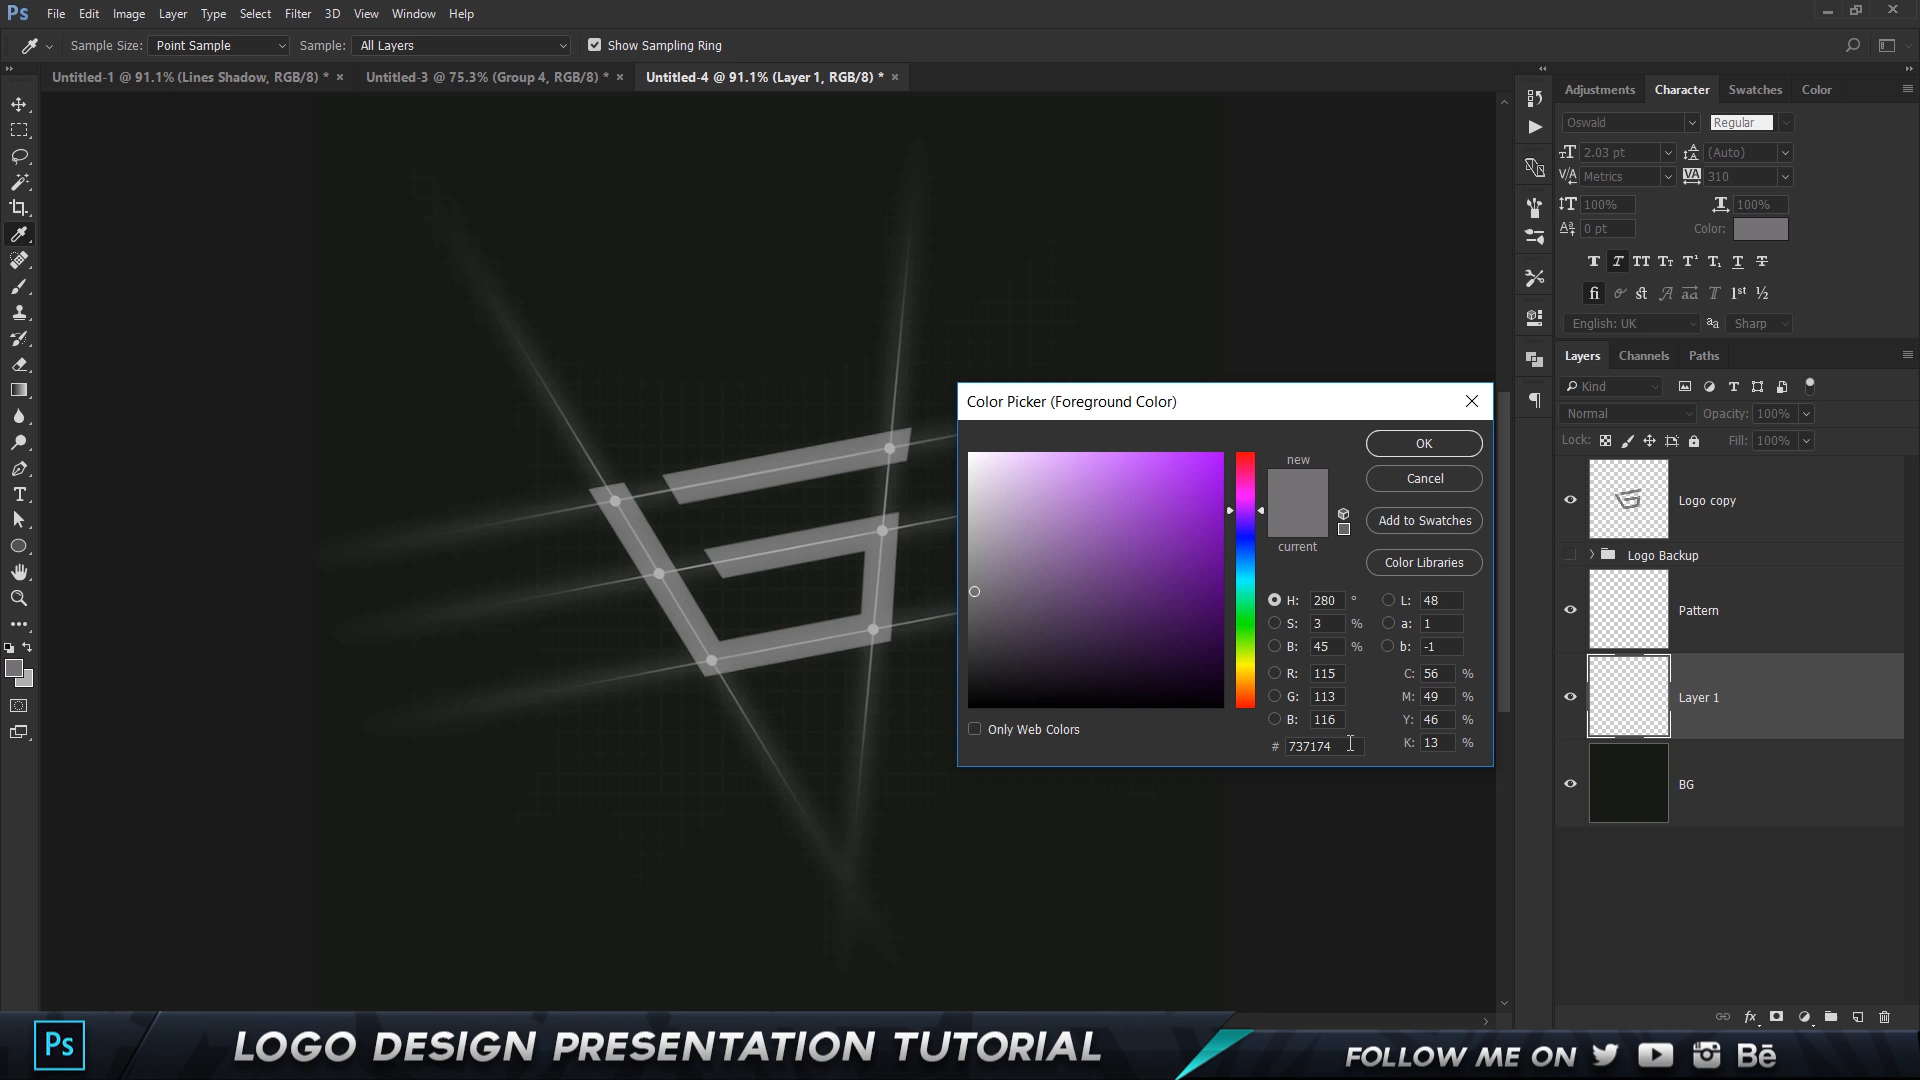 Ps File Edit Image Layer Type Select Filter 3D View Window Help
Sample Size: Point Sample Sample: All Layers Show Sampling Ring
Untitled-1 @ 91.1% (Lines Shadow, RGB/8) * × Untitled-3 @ 75.3% (Group 4, RGB/8) * × Untitled-4 @ 91.1% (Layer 1, RGB/8) * ×
Adjustments Character Swatches Color
Oswald Regular
2.03 pt (Auto)
Metrics 310
100% 100%
0 pt Color:
English: UK aa Sharp
Layers Channels Paths
Kind
Normal Opacity: 100%
Lock: Fill: 100%
Logo copy
Logo Backup
Pattern
Layer 1
BG
Color Picker (Foreground Color)
new
current
OK
Cancel
Add to Swatches
Color Libraries
H: 280 ° L: 48
S: 3 % a: 1
B: 45 % b: -1
R: 115 C: 56 %
G: 113 M: 49 %
B: 116 Y: 46 %
# 737174 K: 13 %
Only Web Colors
Ps LOGO DESIGN PRESENTATION TUTORIAL
FOLLOW ME ON Bē